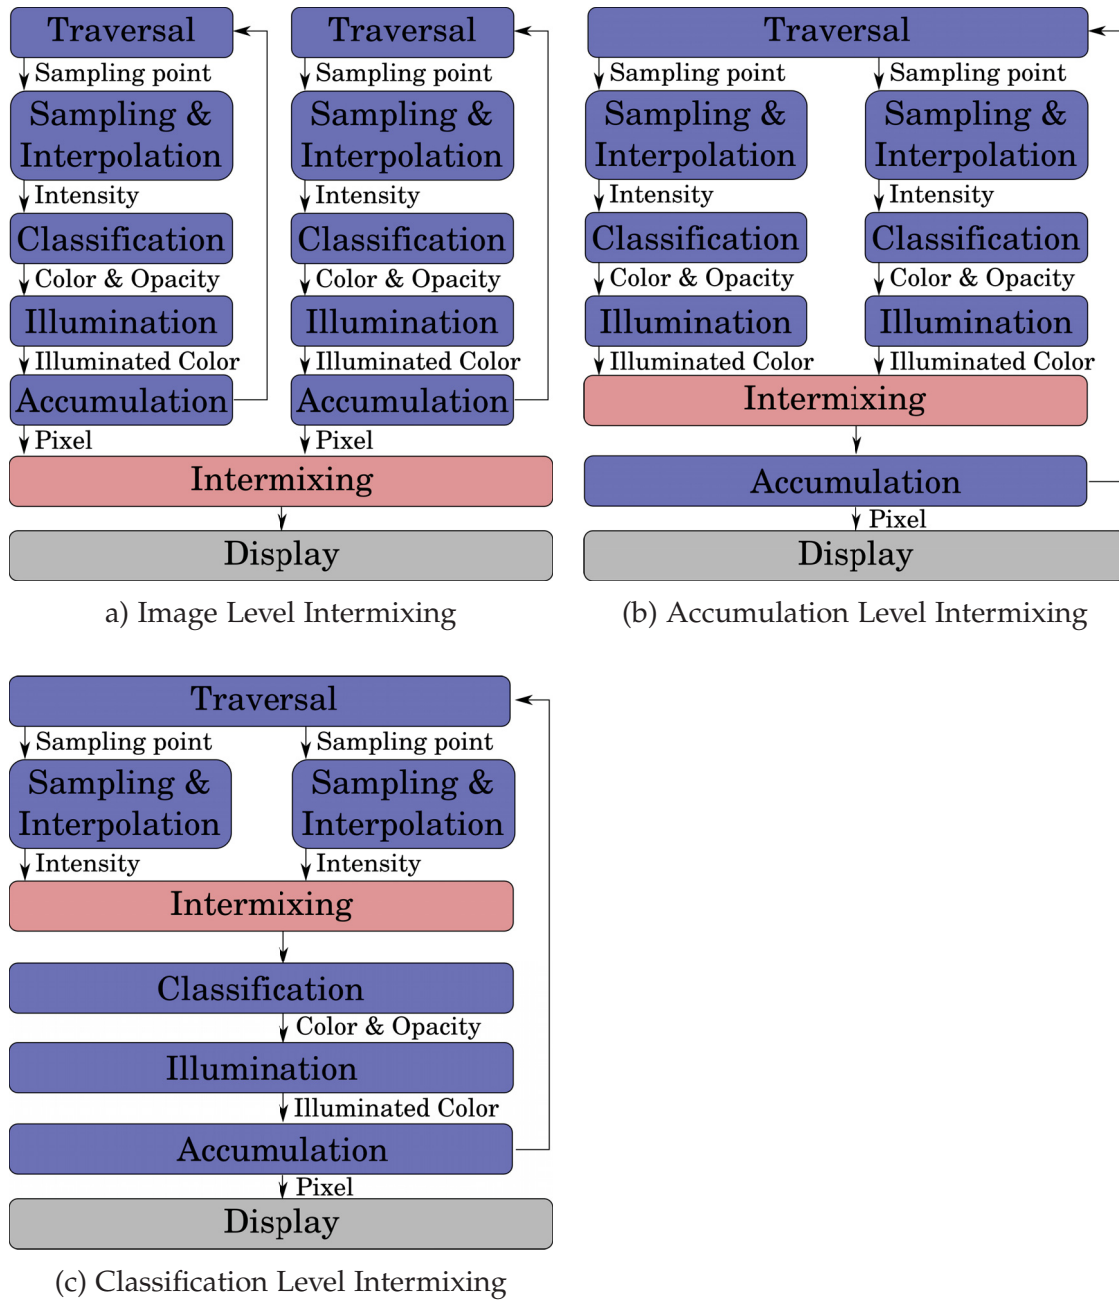 Traversal Traversal
Sampling point Sampling point
Sampling & Sampling &
Interpolation Interpolation
Intensity Intensity
Classification Classification
Color & Opacity Color & Opacity
Illumination Illumination
Illuminated Color Illuminated Color
Accumulation Accumulation
Pixel Pixel
Intermixing
Display
a) Image Level Intermixing
Traversal
Sampling point Sampling point
Sampling & Sampling &
Interpolation Interpolation
Intensity Intensity
Classification Classification
Color & Opacity Color & Opacity
Illumination Illumination
Illuminated Color Illuminated Color
Intermixing
Accumulation
Pixel
Display
(b) Accumulation Level Intermixing
Traversal
Sampling point Sampling point
Sampling & Sampling &
Interpolation Interpolation
Intensity Intensity
Intermixing
Classification
Color & Opacity
Illumination
Illuminated Color
Accumulation
Pixel
Display
(c) Classification Level Intermixing